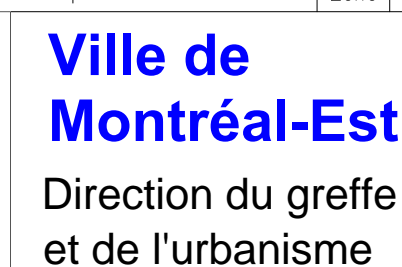 Ville de
Montréal-Est
Direction du greffe
et de l'urbanisme